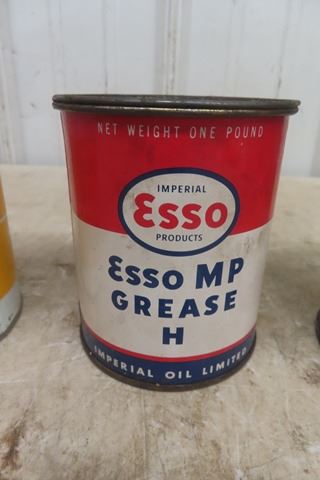 NET WEIGHT ONE POUND
IMPERIAL
Esso
PRODUCTS
Esso MP
GREASE
H
IMPERIAL OIL LIMITED